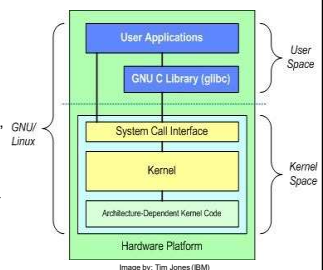 User Applications
GNU C Library (glibc)
User
Space
GNU/
Linux
System Call Interface
Kernel
Architecture-Dependent Kernel Code
Kernel
Space
Hardware Platform
Image by: Tim Jones (IBM)